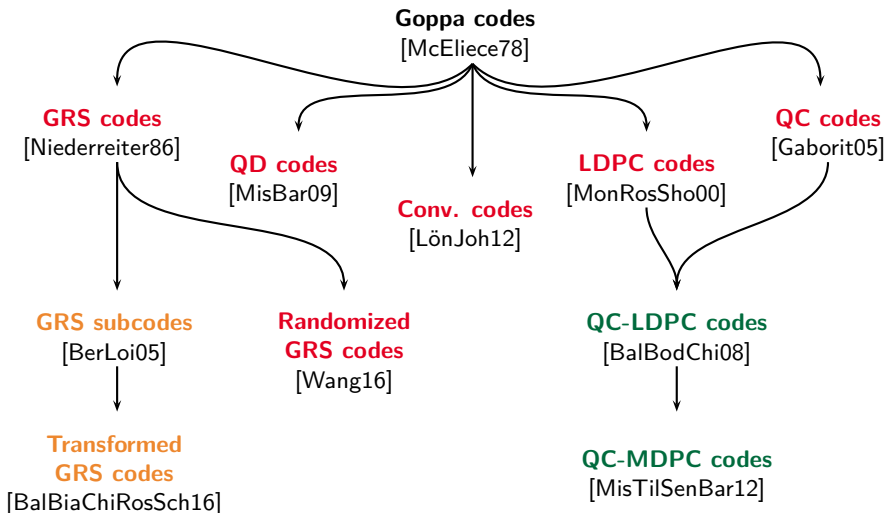 Goppa codes
[McEliece78]
GRS codes
[Niederreiter86]
QD codes
[MisBar09]
Conv. codes
[LönJoh12]
LDPC codes
[MonRosSho00]
QC codes
[Gaborit05]
GRS subcodes
[BerLoi05]
Randomized
GRS codes
[Wang16]
QC-LDPC codes
[BalBodChi08]
Transformed
GRS codes
[BalBiaChiRosSch16]
QC-MDPC codes
[MisTilSenBar12]